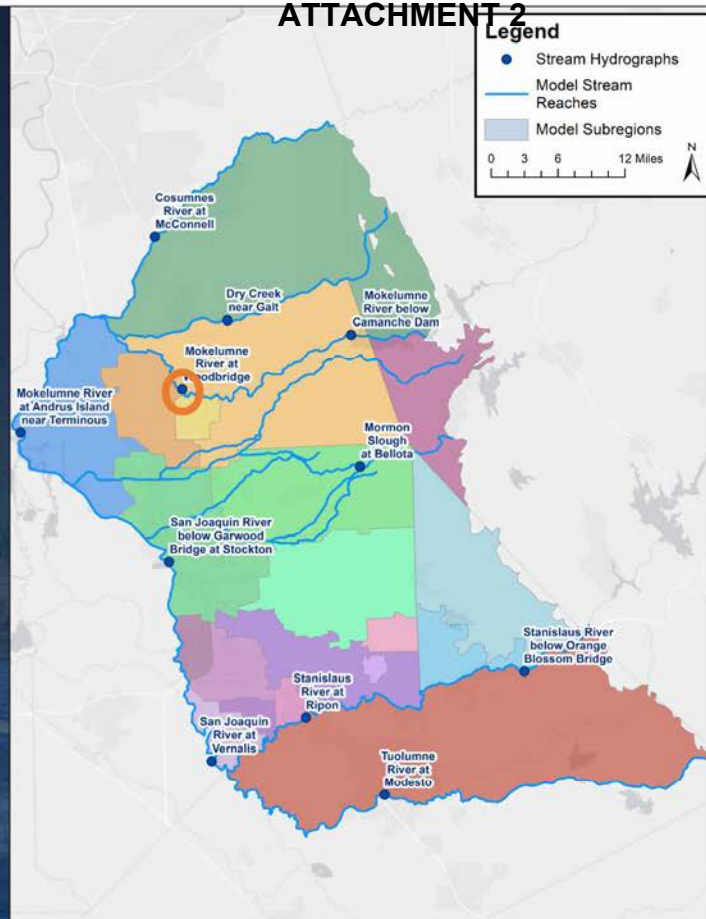 ATTACHMENT 2
Legend
Stream Hydrographs
Model Stream
Reaches
Model Subregions
0 3 6 12 Miles
N
Cosumnes
River at
McConnell
Dry Creek
near Galt
Mokelumne
River below
Camanche Dam
Mokelumne
River at
Woodbridge
Mokelumne River
at Andrus Island
near Terminous
Mormon
Slough
at Bellota
San Joaquin River
below Garwood
Bridge at Stockton
Stanislaus River
below Orange
Blossom Bridge
Stanislaus
River at
Ripon
San Joaquin
River at
Vernalis
Tuolumne
River at
Modesto